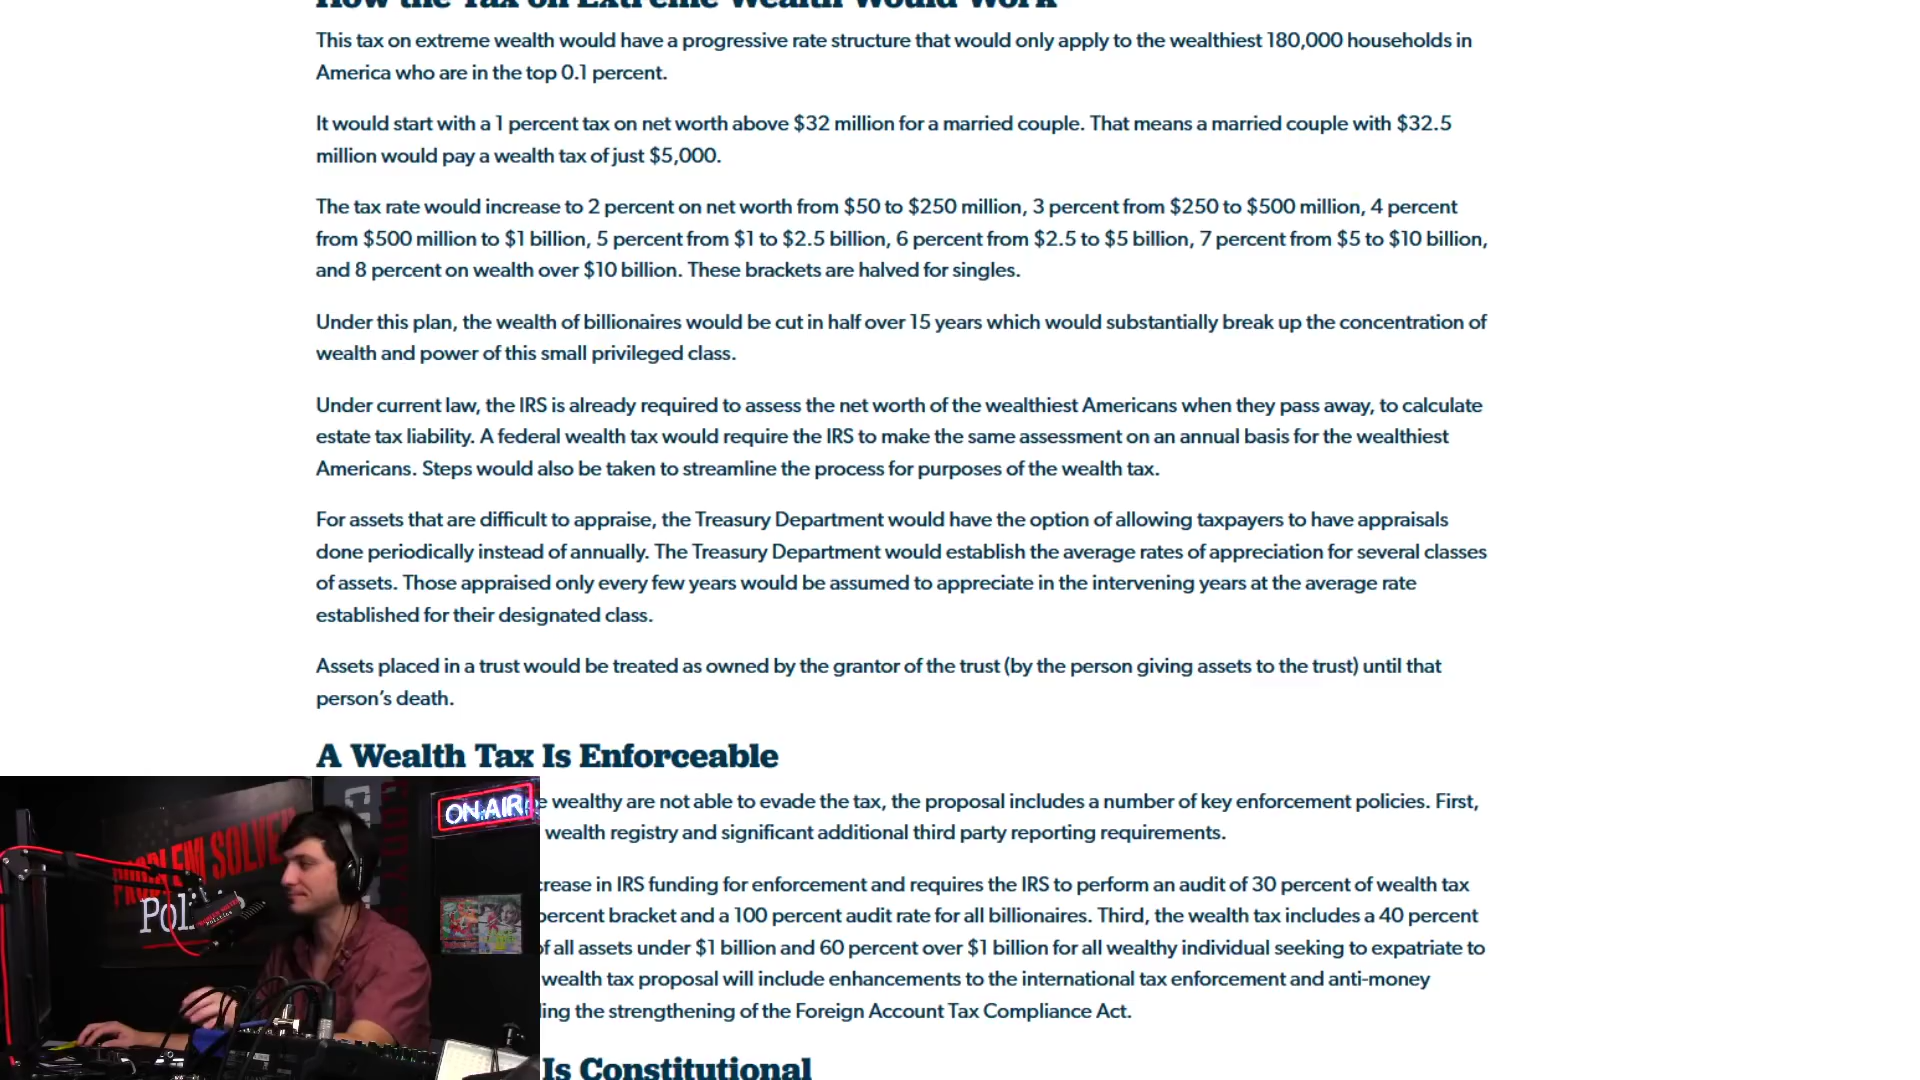 How the Tax on Extreme Wealth Would Work
This tax on extreme wealth would have a progressive rate structure that would only apply to the wealthiest 180,000 households in
America who are in the top 0.1 percent.
It would start with a 1 percent tax on net worth above $32 million for a married couple. That means a married couple with $32.5
million would pay a wealth tax of just $5,000.
The tax rate would increase to 2 percent on net worth from $50 to $250 million, 3 percent from $250 to $500 million, 4 percent
from $500 million to $1 billion, 5 percent from $1 to $2.5 billion, 6 percent from $2.5 to $5 billion, 7 percent from $5 to $10 billion,
and 8 percent on wealth over $10 billion. These brackets are halved for singles.
Under this plan, the wealth of billionaires would be cut in half over 15 years which would substantially break up the concentration of
wealth and power of this small privileged class.
Under current law, the IRS is already required to assess the net worth of the wealthiest Americans when they pass away, to calculate
estate tax liability. A federal wealth tax would require the IRS to make the same assessment on an annual basis for the wealthiest
Americans. Steps would also be taken to streamline the process for purposes of the wealth tax.
For assets that are difficult to appraise, the Treasury Department would have the option of allowing taxpayers to have appraisals
done periodically instead of annually. The Treasury Department would establish the average rates of appreciation for several classes
of assets. Those appraised only every few years would be assumed to appreciate in the intervening years at the average rate
established for their designated class.
Assets placed in a trust would be treated as owned by the grantor of the trust (by the person giving assets to the trust) until that
person's death.
A Wealth Tax Is Enforceable
wealthy are not able to evade the tax, the proposal includes a number of key enforcement policies. First,
wealth registry and significant additional third party reporting requirements.
crease in IRS funding for enforcement and requires the IRS to perform an audit of 30 percent of wealth tax
percent bracket and a 100 percent audit rate for all billionaires. Third, the wealth tax includes a 40 percent
of all assets under $1 billion and 60 percent over $1 billion for all wealthy individual seeking to expatriate to
wealth tax proposal will include enhancements to the international tax enforcement and anti-money
ing the strengthening of the Foreign Account Tax Compliance Act.
Is Constitutional
ON AIR
PROBLEM SOLVER
Poli